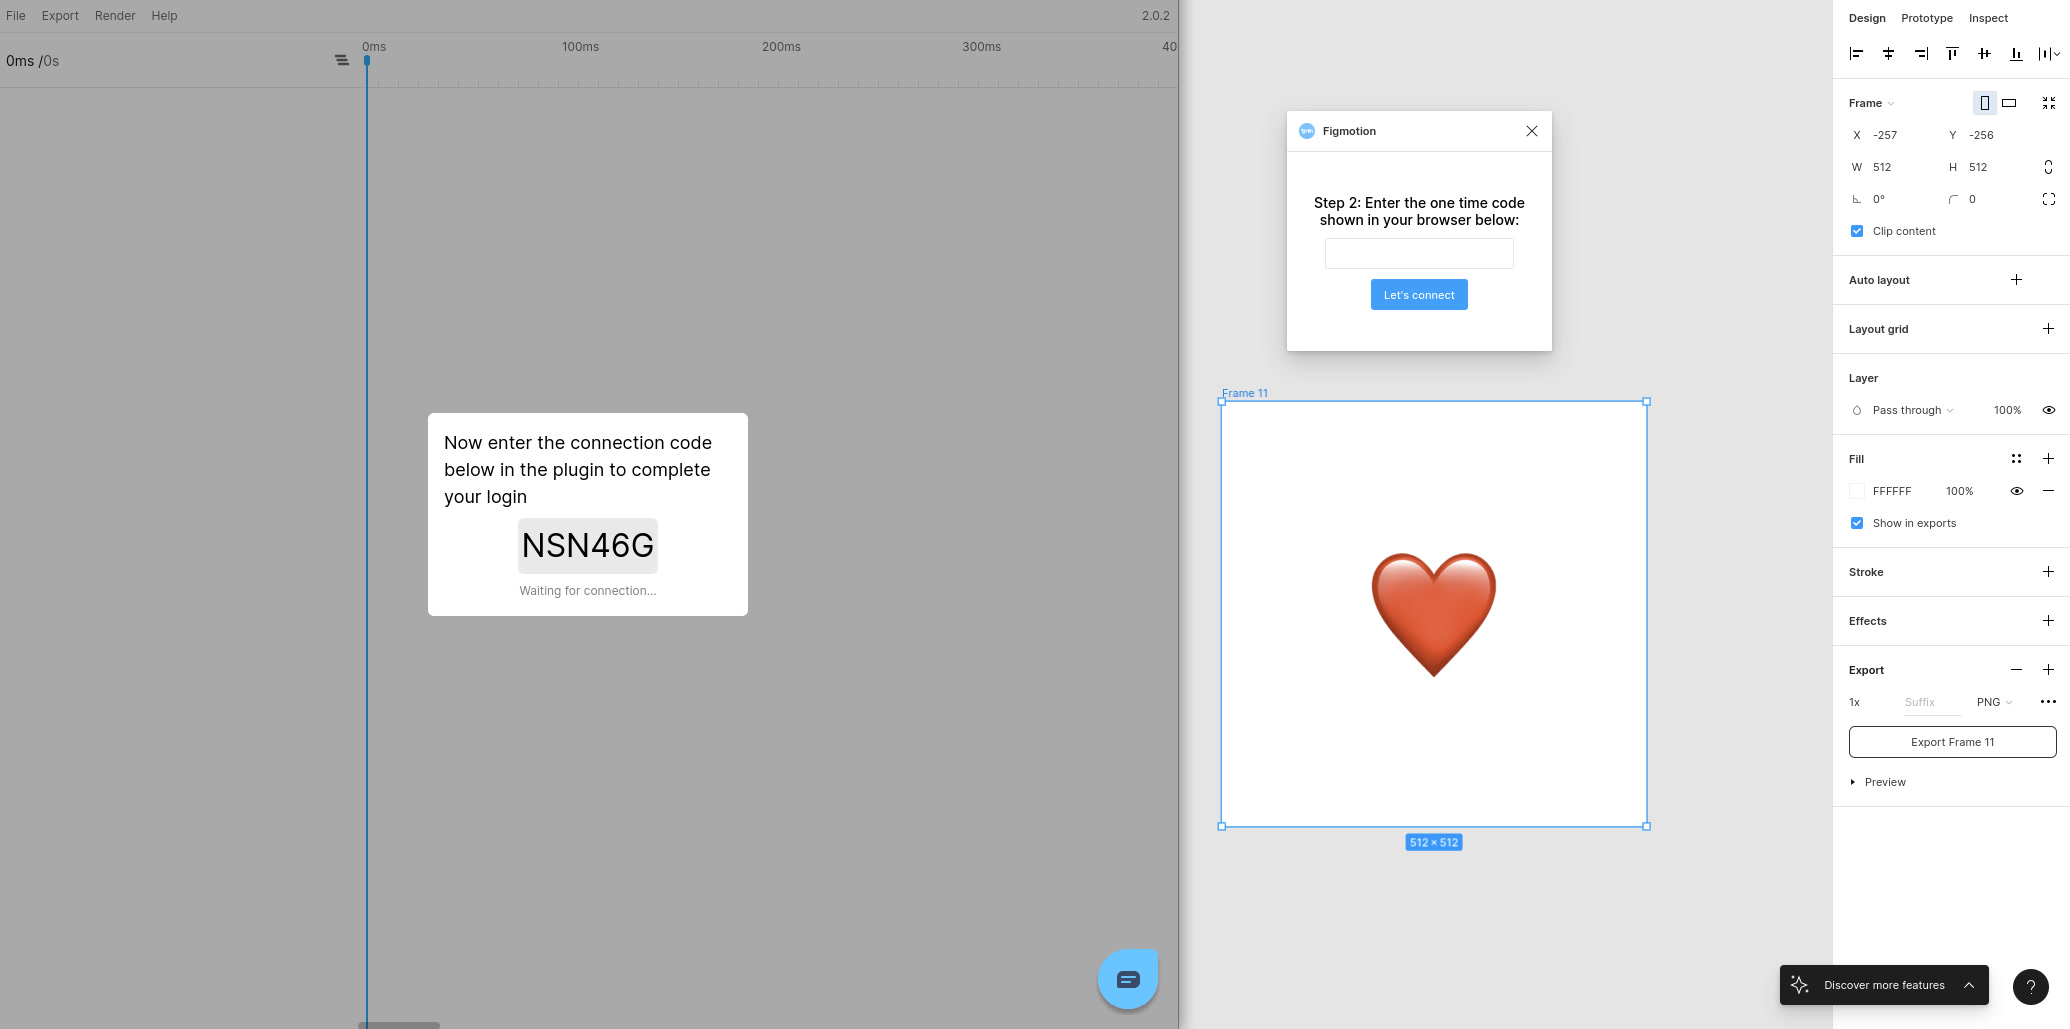 File Export Render Help 2.0.2
0ms /0s
0ms 100ms 200ms 300ms 40
Now enter the connection code
below in the plugin to complete
your login
NSN46G
Waiting for connection...
Figmotion
Step 2: Enter the one time code
shown in your browser below:
Let's connect
Frame 11
512 × 512
Design Prototype Inspect
Frame
X -257 Y -256
W 512 H 512
0° 0
Clip content
Auto layout
Layout grid
Layer
Pass through 100%
Fill
FFFFFF 100%
Show in exports
Stroke
Effects
Export
1x Suffix PNG
Export Frame 11
Preview
Discover more features
?